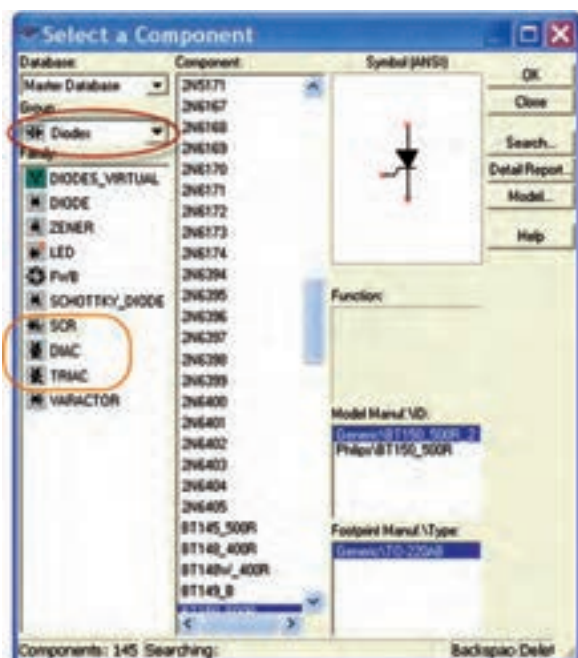 Select a Component
Database:
Master Database
Group:
Diodes
Family:
DIODES_VIRTUAL
DIODE
ZENER
LED
FWB
SCHOTTKY_DIODE
SCR
DIAC
TRIAC
VARACTOR
Component:
2N5171
2N6167
2N6168
2N6169
2N6170
2N6171
2N6172
2N6173
2N6174
2N6394
2N6395
2N6396
2N6397
2N6398
2N6399
2N6400
2N6401
2N6402
2N6403
2N6404
2N6405
BT145_500R
BT148_400R
BT148W_400R
BT149_B
Symbol (ANSI)
Function:
Model Manuf.\ID:
Generic\BT150_500R_2
Philips\BT150_500R
Footprint Manuf.\Type:
Generic\TO-220AB
OK
Close
Search...
Detail Report
Model...
Help
Components: 145 Searching:
Backspac Delet